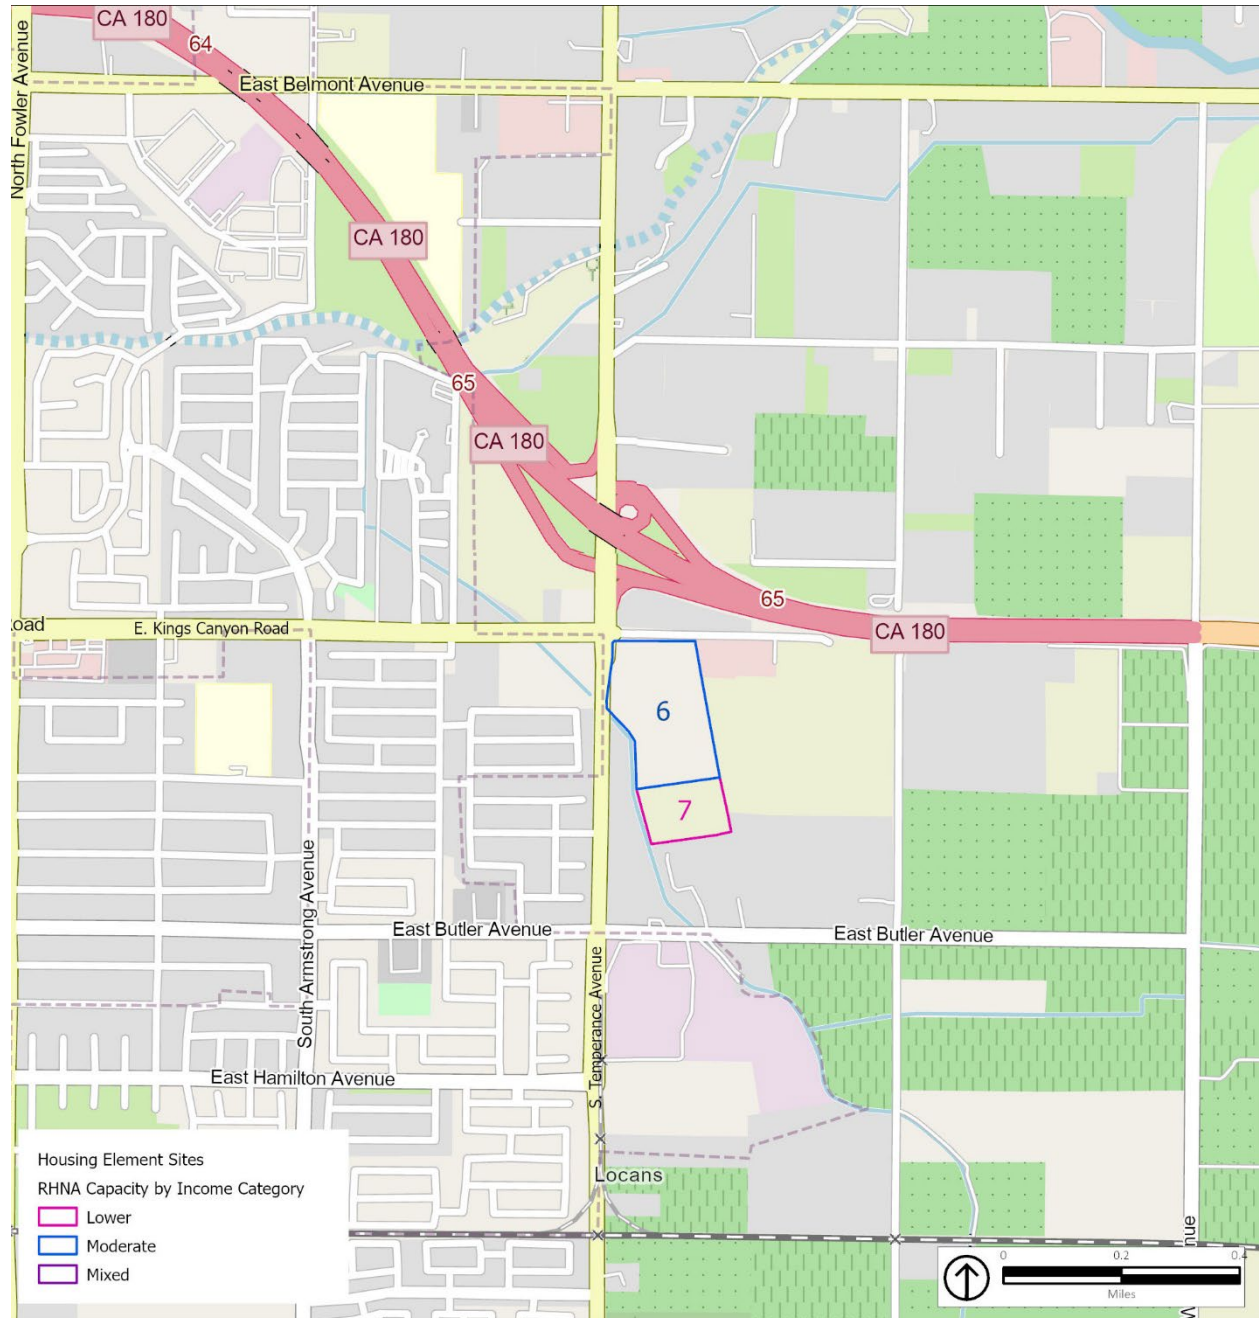 CA 180
64
North Fowler Avenue
East Belmont Avenue
CA 180
65
CA 180
65
CA 180
Road
E. Kings Canyon Road
6
7
South Armstrong Avenue
East Butler Avenue
East Butler Avenue
S. Temperance Avenue
East Hamilton Avenue
Locans
Housing Element Sites
RHNA Capacity by Income Category
Lower
Moderate
Mixed
0 0.2 0.4
Miles
nue
W